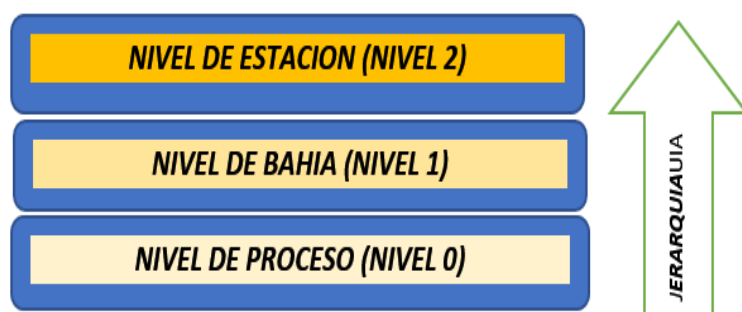 NIVEL DE ESTACION (NIVEL 2)
NIVEL DE BAHIA (NIVEL 1)
NIVEL DE PROCESO (NIVEL 0)
JERARQUIAUIA